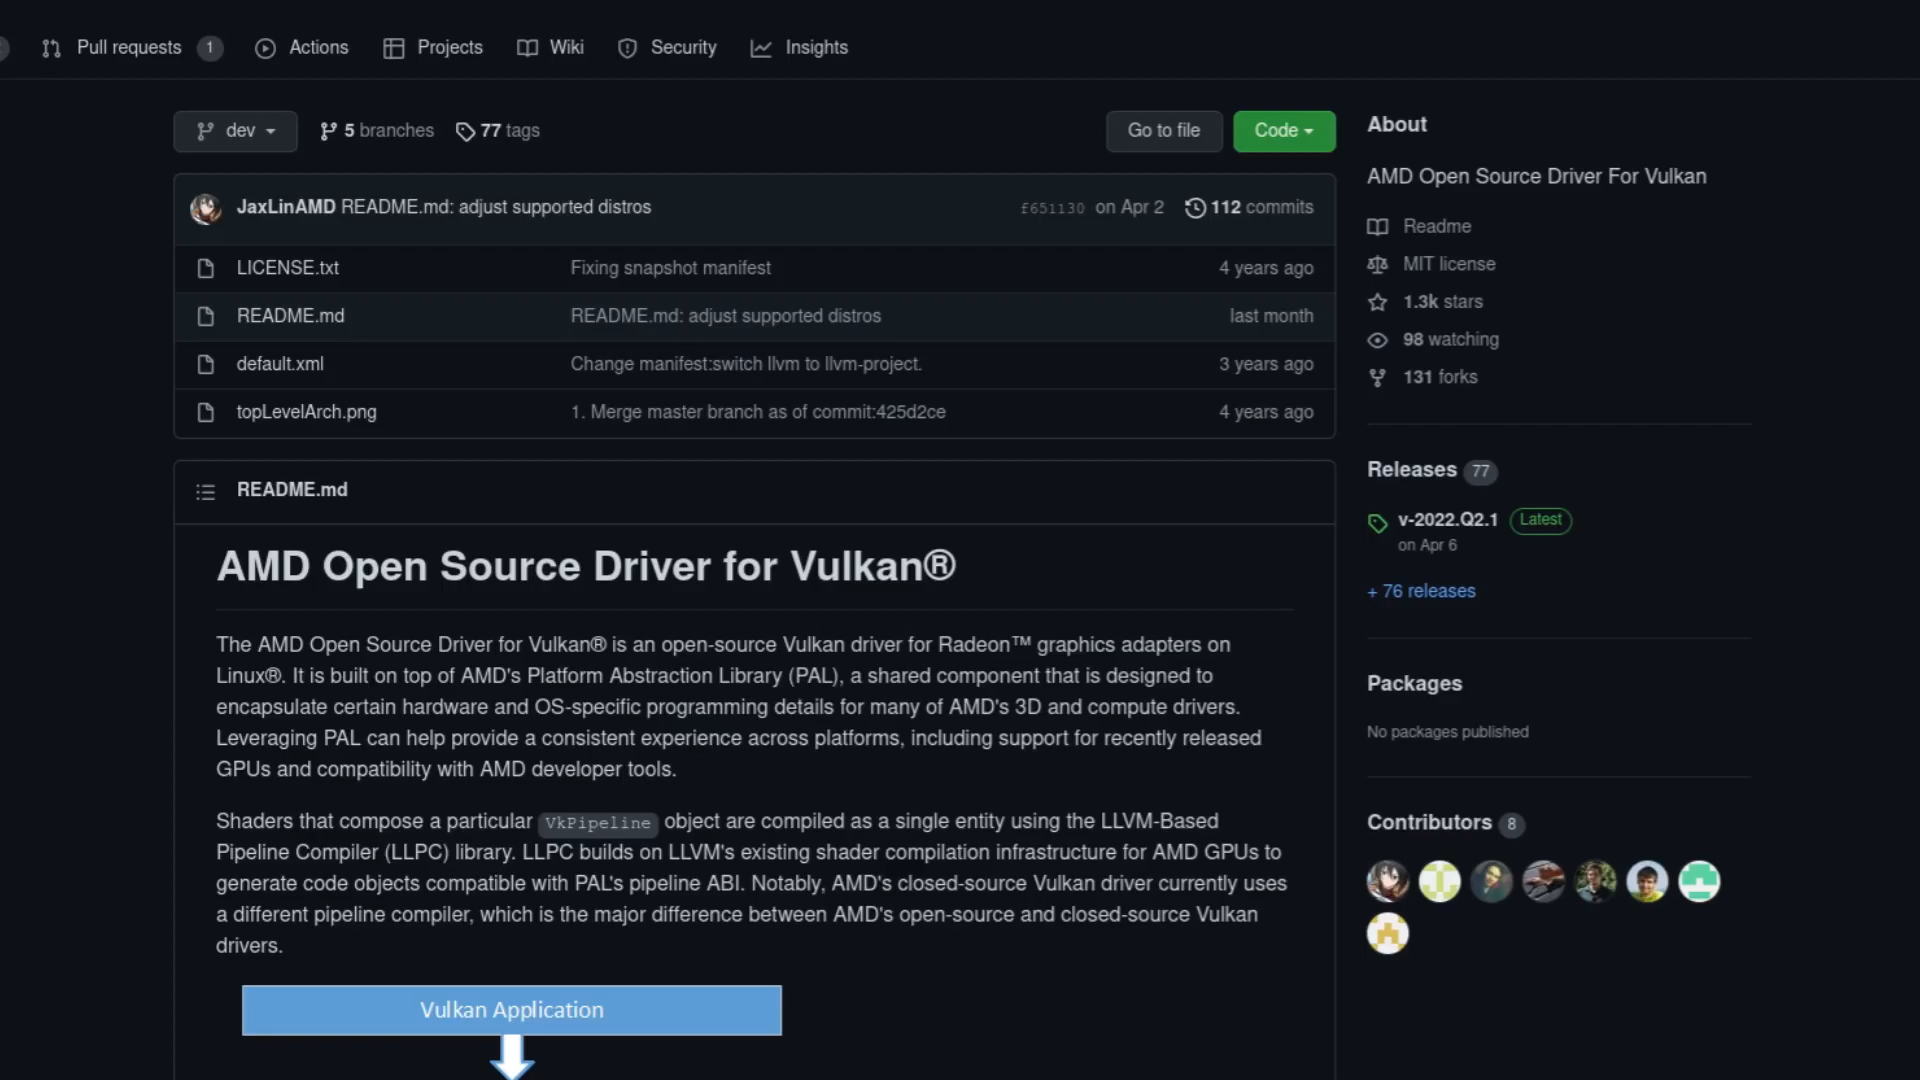 Pull requests 1 Actions Projects Wiki Security Insights
dev 5 branches 77 tags Go to file Code
JaxLinAMD README.md: adjust supported distros f651130 on Apr 2 112 commits
LICENSE.txt Fixing snapshot manifest 4 years ago
README.md README.md: adjust supported distros last month
default.xml Change manifest:switch llvm to llvm-project. 3 years ago
topLevelArch.png 1. Merge master branch as of commit:425d2ce 4 years ago
README.md
AMD Open Source Driver for Vulkan®
The AMD Open Source Driver for Vulkan® is an open-source Vulkan driver for Radeon™ graphics adapters on
Linux®. It is built on top of AMD's Platform Abstraction Library (PAL), a shared component that is designed to
encapsulate certain hardware and OS-specific programming details for many of AMD's 3D and compute drivers.
Leveraging PAL can help provide a consistent experience across platforms, including support for recently released
GPUs and compatibility with AMD developer tools.
Shaders that compose a particular VkPipeline object are compiled as a single entity using the LLVM-Based
Pipeline Compiler (LLPC) library. LLPC builds on LLVM's existing shader compilation infrastructure for AMD GPUs to
generate code objects compatible with PAL's pipeline ABI. Notably, AMD's closed-source Vulkan driver currently uses
a different pipeline compiler, which is the major difference between AMD's open-source and closed-source Vulkan
drivers.
Vulkan Application
About
AMD Open Source Driver For Vulkan
Readme
MIT license
1.3k stars
98 watching
131 forks
Releases 77
v-2022.Q2.1 Latest
on Apr 6
+ 76 releases
Packages
No packages published
Contributors 8